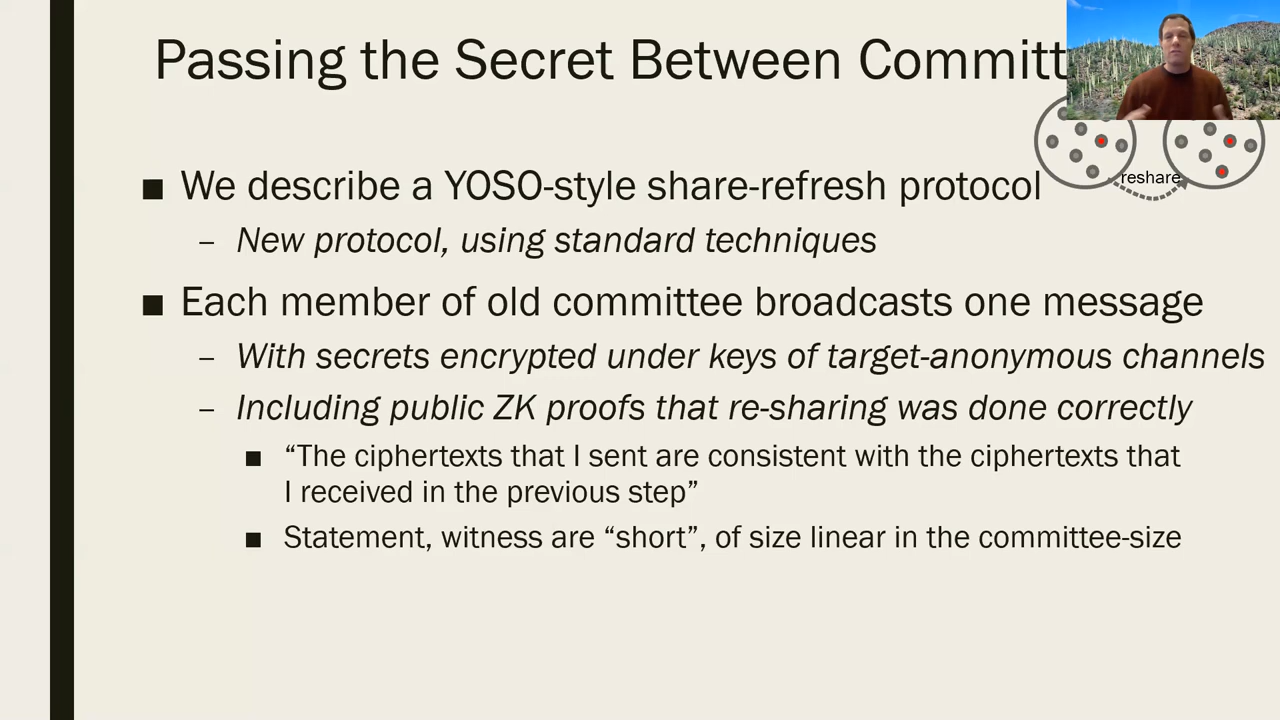 Passing the Secret Between Committ
reshare
■ We describe a YOSO-style share-refresh protocol
– New protocol, using standard techniques
■ Each member of old committee broadcasts one message
– With secrets encrypted under keys of target-anonymous channels
– Including public ZK proofs that re-sharing was done correctly
■ “The ciphertexts that I sent are consistent with the ciphertexts that
I received in the previous step”
■ Statement, witness are “short”, of size linear in the committee-size